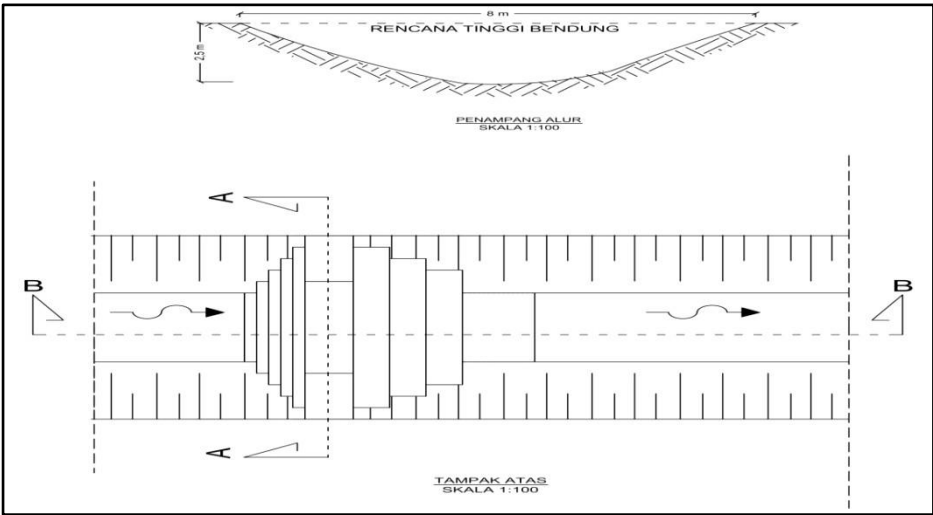 8 m
RENCANA TINGGI BENDUNG
2,5 m
PENAMPANG ALUR
SKALA 1:100
A
B
B
A
TAMPAK ATAS
SKALA 1:100